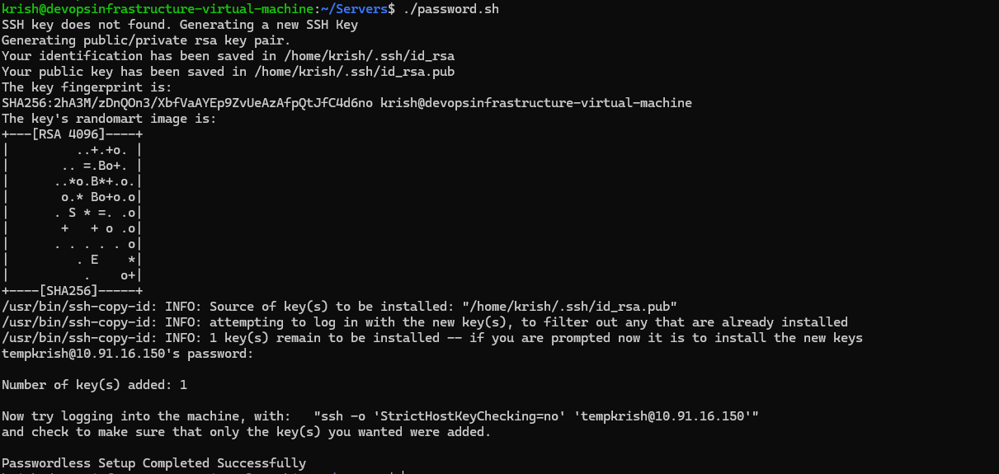 krish@devopsinfrastructure-virtual-machine:~/Servers$ ./password.sh
SSH key does not found. Generating a new SSH Key
Generating public/private rsa key pair.
Your identification has been saved in /home/krish/.ssh/id_rsa
Your public key has been saved in /home/krish/.ssh/id_rsa.pub
The key fingerprint is:
SHA256:2hA3M/zDnQOn3/XbfVaAYEp9ZvUeAzAfpQtJfC4d6no krish@devopsinfrastructure-virtual-machine
The key's randomart image is:
+---[RSA 4096]----+
|         ..+.+o. |
|       .. =.Bo+. |
|      ..*o.B*+.o.|
|       o.* Bo+o.o|
|      . S * =. .o|
|       +   + o .o|
|      . . . . . o|
|         . E    *|
|          .    o+|
+----[SHA256]-----+
/usr/bin/ssh-copy-id: INFO: Source of key(s) to be installed: "/home/krish/.ssh/id_rsa.pub"
/usr/bin/ssh-copy-id: INFO: attempting to log in with the new key(s), to filter out any that are already installed
/usr/bin/ssh-copy-id: INFO: 1 key(s) remain to be installed -- if you are prompted now it is to install the new keys
tempkrish@10.91.16.150's password:
Number of key(s) added: 1
Now try logging into the machine, with:   "ssh -o 'StrictHostKeyChecking=no' 'tempkrish@10.91.16.150'"
and check to make sure that only the key(s) you wanted were added.
Passwordless Setup Completed Successfully